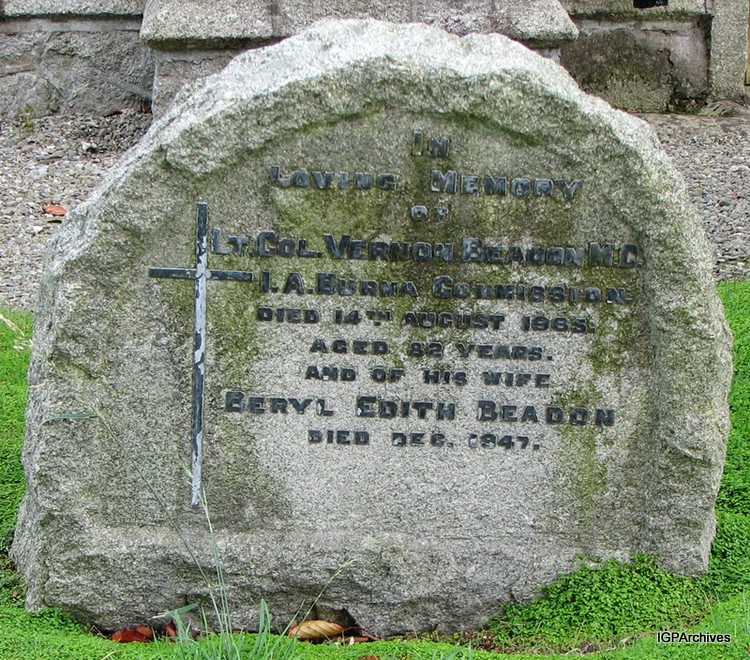 In
Loving Memory
of
Lt. Col. Vernon Beadon M.C.
I.A. Burma Commission.
Died 14th August 1965.
Aged 82 years.
And of his wife
Beryl Edith Beadon
Died Dec. 1947.
IGPArchives